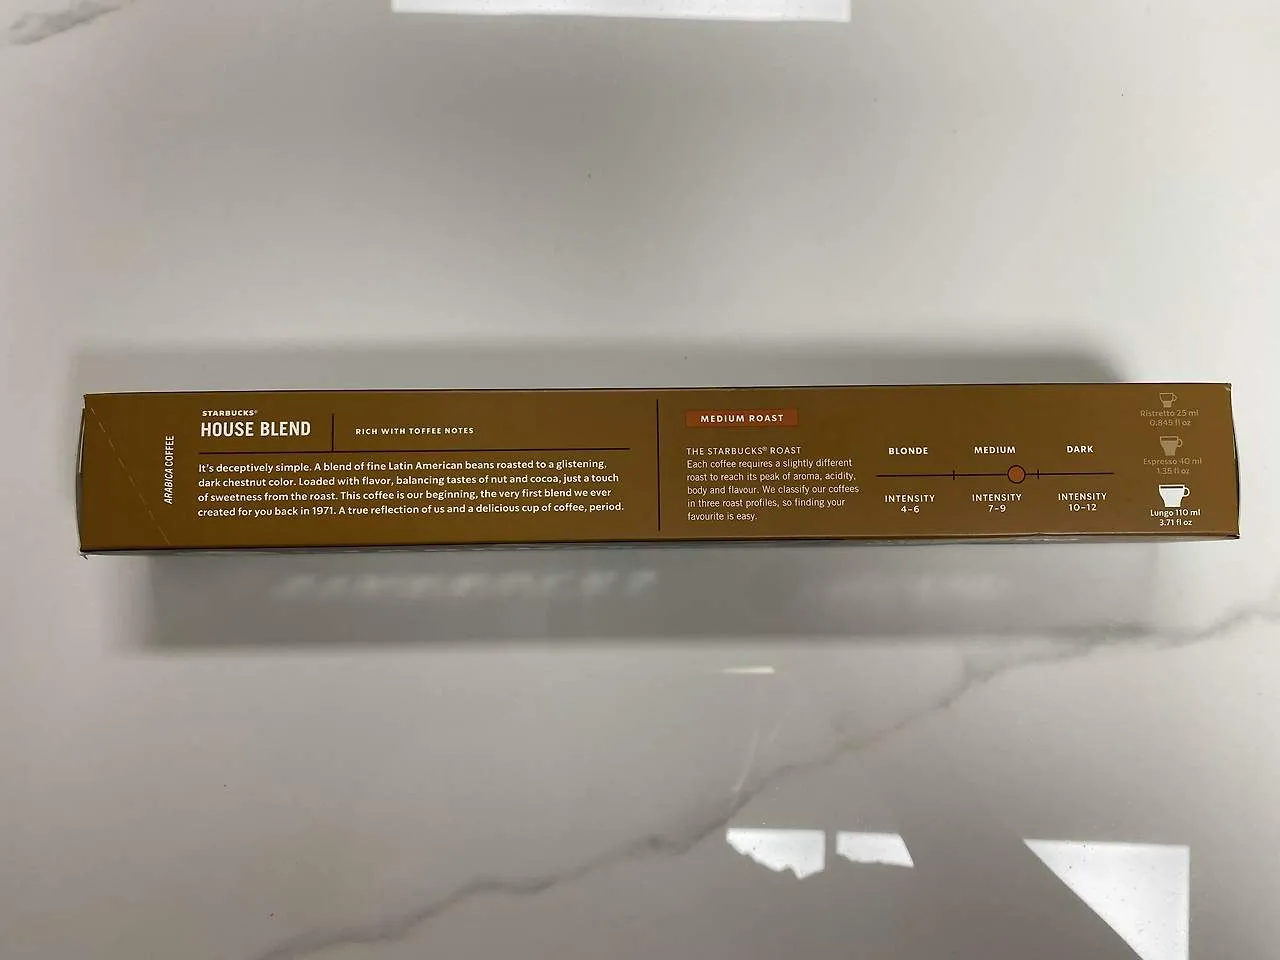 ARABICA COFFEE
STARBUCKS®
HOUSE BLEND
RICH WITH TOFFEE NOTES
It's deceptively simple. A blend of fine Latin American beans roasted to a glistening,
dark chestnut color. Loaded with flavor, balancing tastes of nut and cocoa, just a touch
of sweetness from the roast. This coffee is our beginning, the very first blend we ever
created for you back in 1971. A true reflection of us and a delicious cup of coffee, period.
MEDIUM ROAST
THE STARBUCKS® ROAST
Each coffee requires a slightly different
roast to reach its peak of aroma, acidity,
body and flavour. We classify our coffees
in three roast profiles, so finding your
favourite is easy.
BLONDE
MEDIUM
DARK
INTENSITY
4-6
INTENSITY
7-9
INTENSITY
10-12
Ristretto 25 ml
0.845 fl oz
Espresso 40 ml
1.35 fl oz
Lungo 110 ml
3.71 fl oz